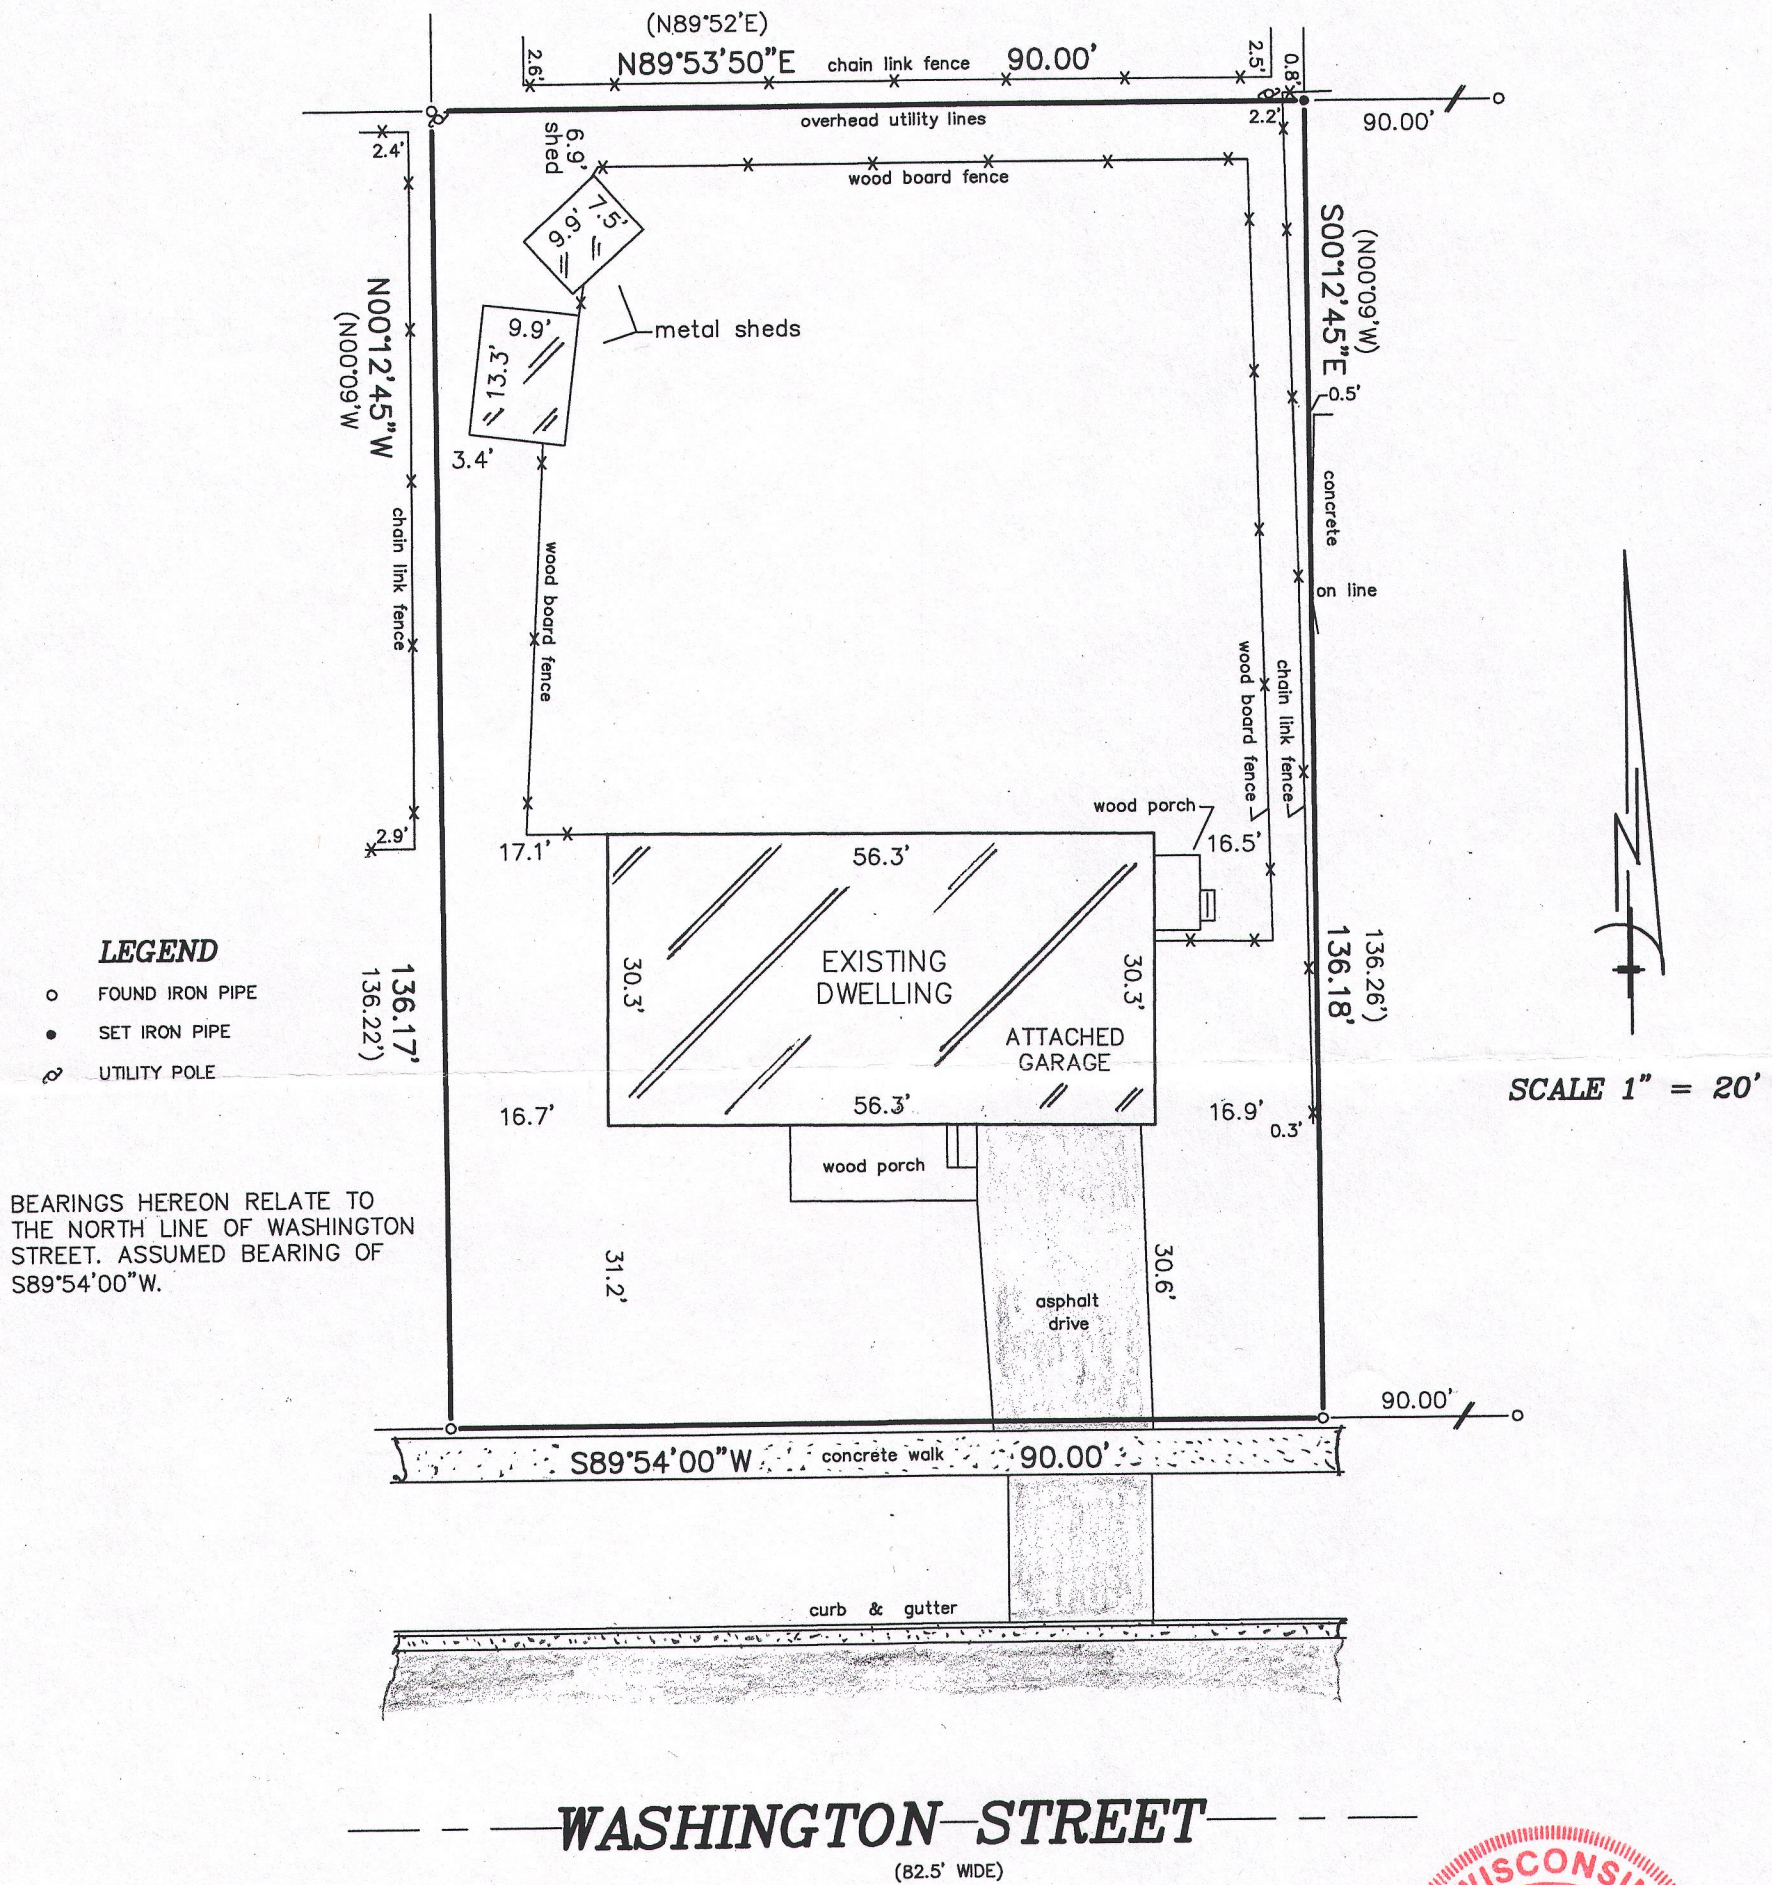 (N89°52'E)
N89°53'50"E chain link fence 90.00'
2.6'
2.5'
0.8'
overhead utility lines
2.2'
90.00'
2.4'
6.9'
shed
wood board fence
7.5'
9.9'
metal sheds
9.9'
13.3'
3.4'
N00°12'45"W
(N00°09'W
chain link fence
wood board fence
S00°12'45"E
(N00°09'W)
0.5'
concrete
on line
wood board fence
chain link fence
wood porch
2.9'
17.1'
56.3'
16.5'
30.3'
EXISTING
DWELLING
30.3'
ATTACHED
GARAGE
56.3'
136.17'
136.22')
136.18'
136.26')
LEGEND
FOUND IRON PIPE
SET IRON PIPE
UTILITY POLE
N
SCALE 1" = 20'
16.7'
16.9'
0.3'
wood porch
BEARINGS HEREON RELATE TO
THE NORTH LINE OF WASHINGTON
STREET. ASSUMED BEARING OF
S89°54'00"W.
31.2'
30.6'
asphalt
drive
90.00'
S89°54'00"W concrete walk 90.00'
curb & gutter
WASHINGTON STREET
(82.5' WIDE)
WISCONSIN